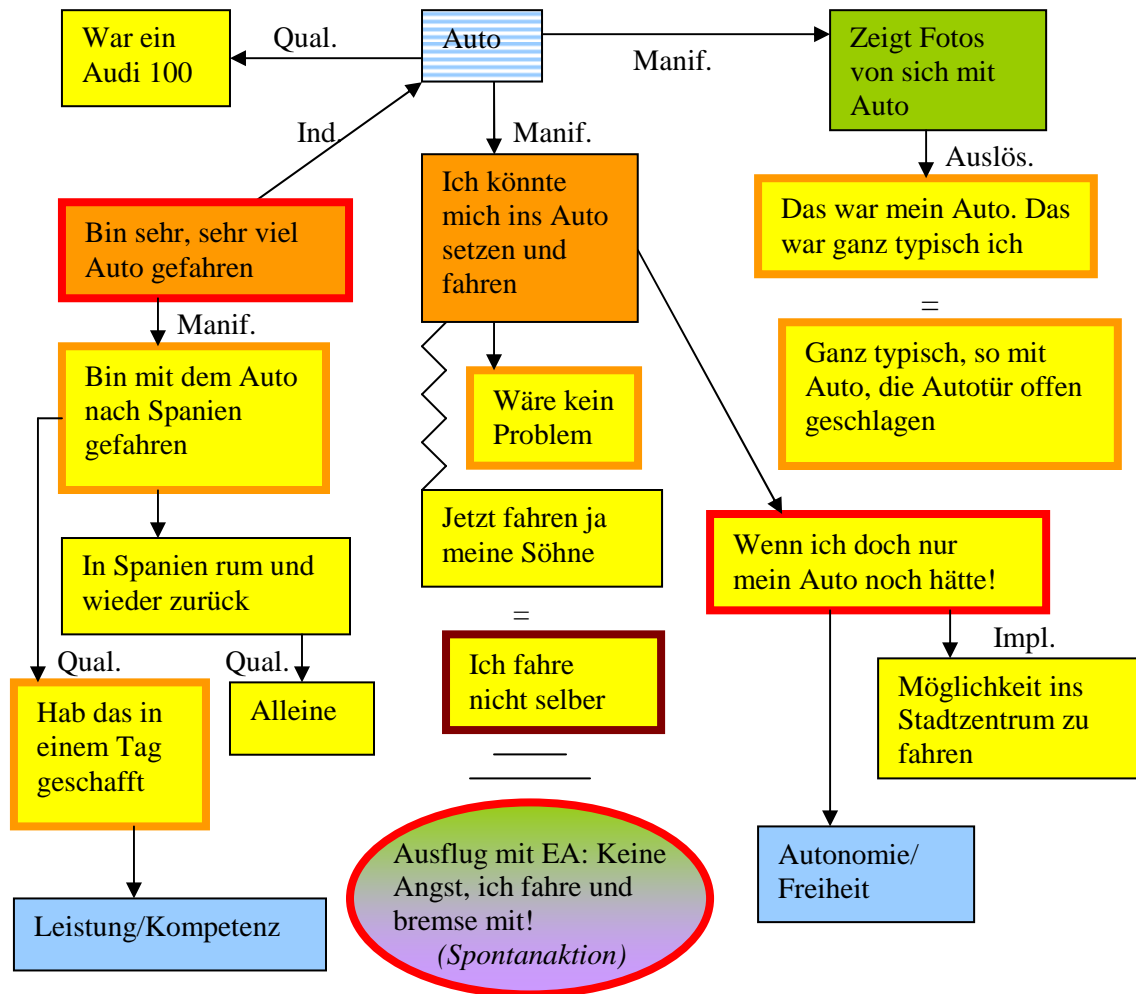 War ein
Audi 100
Qual.
Auto
Manif.
Zeigt Fotos
von sich mit
Auto
Ind.
Manif.
Auslös.
Ich könnte
mich ins Auto
setzen und
fahren
Das war mein Auto. Das
war ganz typisch ich
Bin sehr, sehr viel
Auto gefahren
=
Manif.
Ganz typisch, so mit
Auto, die Autotür offen
geschlagen
Bin mit dem Auto
nach Spanien
gefahren
Wäre kein
Problem
Jetzt fahren ja
meine Söhne
Wenn ich doch nur
mein Auto noch hätte!
In Spanien rum und
wieder zurück
=
Impl.
Qual.
Qual.
Ich fahre
nicht selber
Möglichkeit ins
Stadtzentrum zu
fahren
Hab das in
einem Tag
geschafft
Alleine
Ausflug mit EA: Keine
Angst, ich fahre und
bremse mit!
(Spontanaktion)
Autonomie/
Freiheit
Leistung/Kompetenz